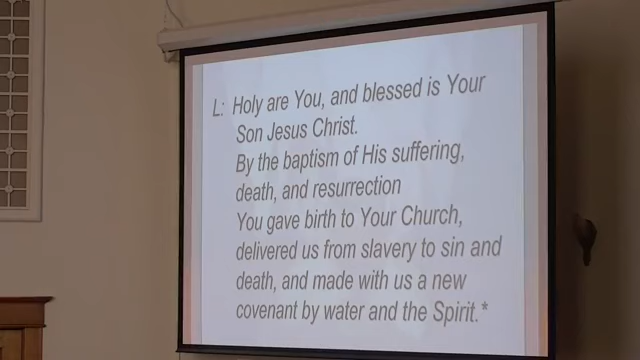 L: Holy are You, and blessed is Your
Son Jesus Christ.
By the baptism of His suffering,
death, and resurrection
You gave birth to Your Church,
delivered us from slavery to sin and
death, and made with us a new
covenant by water and the Spirit.*